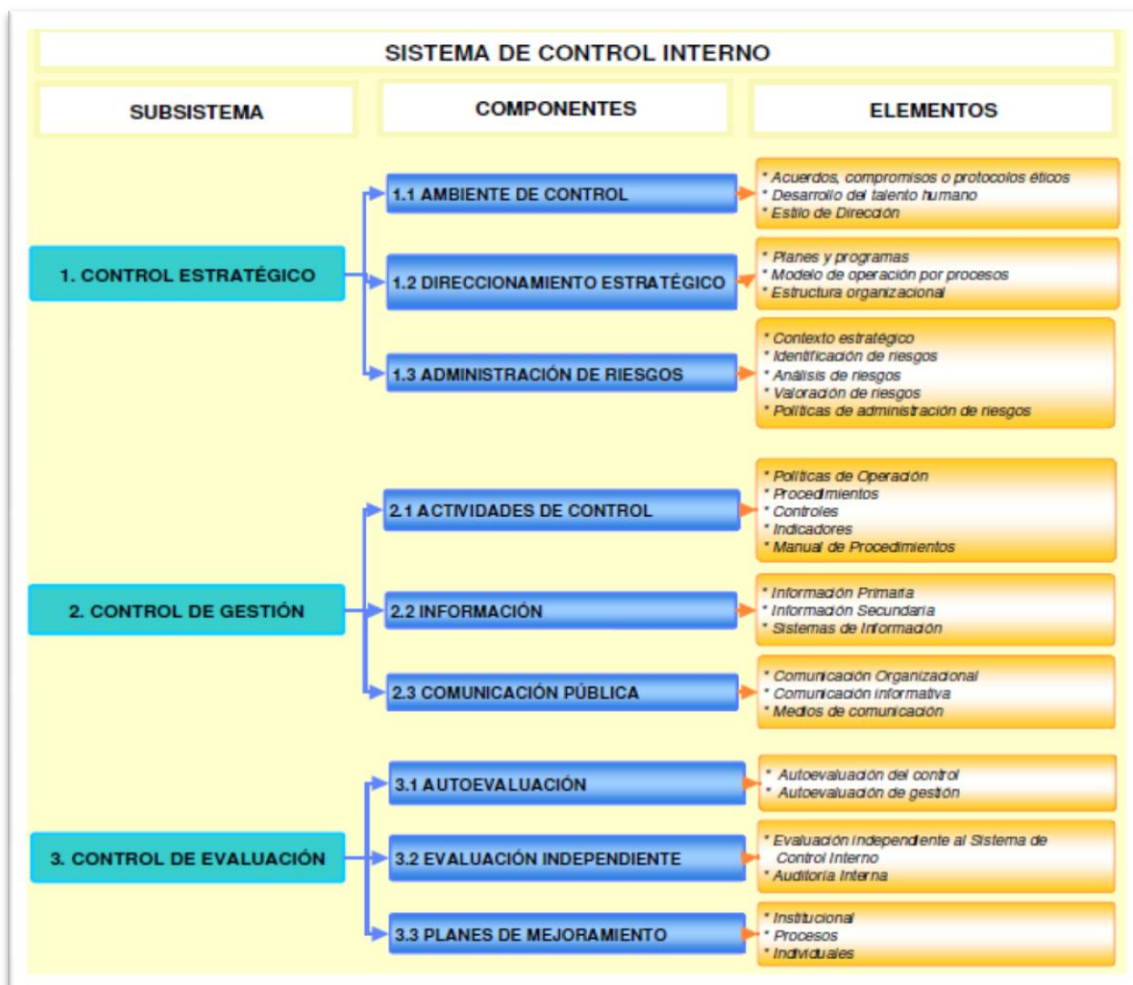 SISTEMA DE CONTROL INTERNO
SUBSISTEMA
COMPONENTES
ELEMENTOS
1. CONTROL ESTRATÉGICO
1.1 AMBIENTE DE CONTROL
* Acuerdos, compromisos o protocolos éticos
* Desarrollo del talento humano
* Estilo de Dirección
1.2 DIRECCIONAMIENTO ESTRATÉGICO
* Planes y programas
* Modelo de operación por procesos
* Estructura organizacional
1.3 ADMINISTRACIÓN DE RIESGOS
* Contexto estratégico
* Identificación de riesgos
* Análisis de riesgos
* Valoración de riesgos
* Políticas de administración de riesgos
2. CONTROL DE GESTIÓN
2.1 ACTIVIDADES DE CONTROL
* Políticas de Operación
* Procedimientos
* Controles
* Indicadores
* Manual de Procedimientos
2.2 INFORMACIÓN
* Información Primaria
* Información Secundaria
* Sistemas de Información
2.3 COMUNICACIÓN PÚBLICA
* Comunicación Organizacional
* Comunicación informativa
* Medios de comunicación
3. CONTROL DE EVALUACIÓN
3.1 AUTOEVALUACIÓN
* Autoevaluación del control
* Autoevaluación de gestión
3.2 EVALUACIÓN INDEPENDIENTE
* Evaluación independiente al Sistema de
Control Interno
* Auditoría Interna
3.3 PLANES DE MEJORAMIENTO
* Institucional
* Procesos
* Individuales